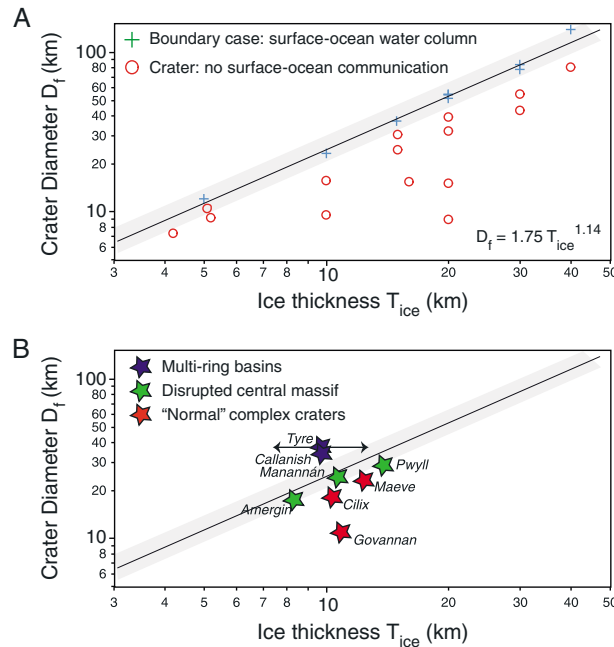 A
Crater Diameter D_f (km)
Boundary case: surface-ocean water column
Crater: no surface-ocean communication
100
80
60
50
40
30
20
10
8
6
D_f = 1.75 T_ice^1.14
3 4 5 6 7 8 9 10 20 30 40 50
Ice thickness T_ice (km)
B
Crater Diameter D_f (km)
Multi-ring basins
Disrupted central massif
“Normal” complex craters
100
80
60
50
40
30
20
10
8
6
Tyre
Callanish
Manannán
Pwyll
Maeve
Amergin
Cilix
Govannan
3 4 5 6 7 8 9 10 20 30 40 50
Ice thickness T_ice (km)